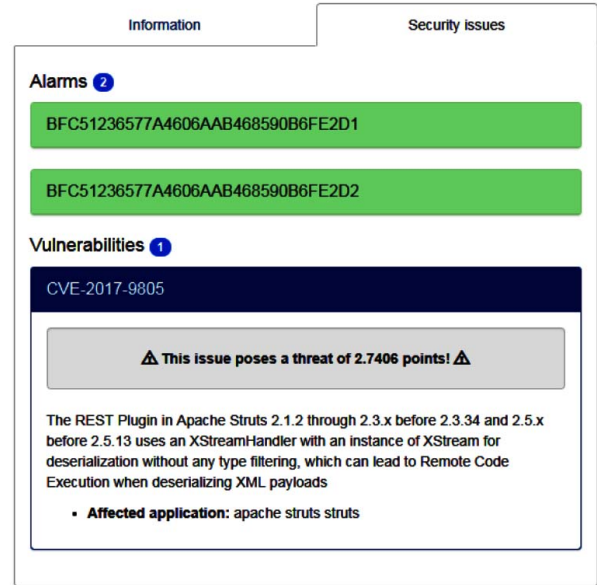 Information
Security issues
Alarms 2
BFC51236577A4606AAB468590B6FE2D1
BFC51236577A4606AAB468590B6FE2D2
Vulnerabilities 1
CVE-2017-9805
⚠ This issue poses a threat of 2.7406 points! ⚠
The REST Plugin in Apache Struts 2.1.2 through 2.3.x before 2.3.34 and 2.5.x
before 2.5.13 uses an XStreamHandler with an instance of XStream for
deserialization without any type filtering, which can lead to Remote Code
Execution when deserializing XML payloads
• Affected application: apache struts struts